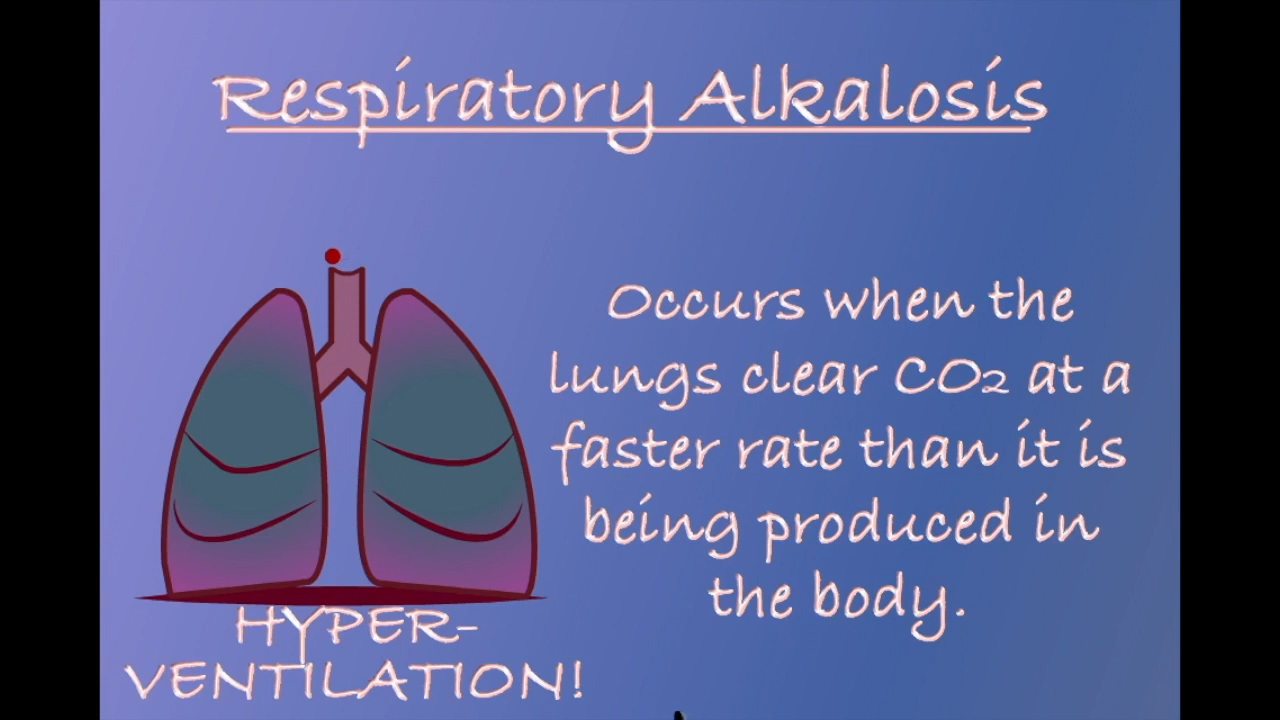 Respiratory Alkalosis
Occurs when the
lungs clear CO₂ at a
faster rate than it is
being produced in
the body.
HYPER-
VENTILATION!